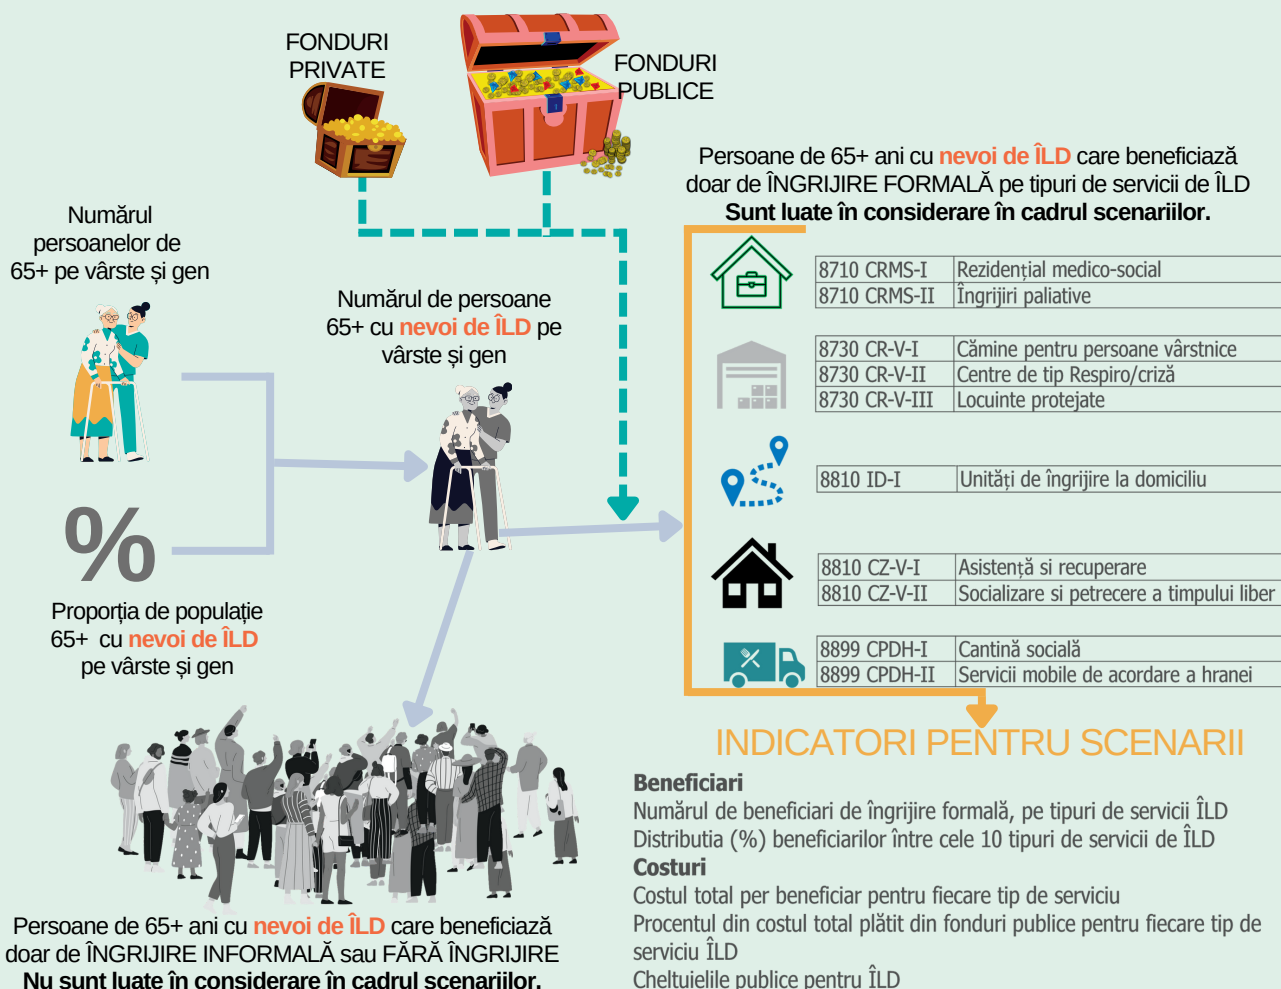 FONDURI
PRIVATE
FONDURI
PUBLICE
Numărul
persoanelor de
65+ pe vârste și gen
%
Proporția de populație
65+ cu nevoi de ÎLD
pe vârste și gen
Numărul de persoane
65+ cu nevoi de ÎLD pe
vârste și gen
Persoane de 65+ ani cu nevoi de ÎLD care beneficiază
doar de ÎNGRIJIRE FORMALĂ pe tipuri de servicii de ÎLD
Sunt luate în considerare în cadrul scenariilor.
8710 CRMS-I Rezidențial medico-social
8710 CRMS-II Îngrijiri paliative
8730 CR-V-I Cămine pentru persoane vârstnice
8730 CR-V-II Centre de tip Respiro/criză
8730 CR-V-III Locuinte protejate
8810 ID-I Unități de îngrijire la domiciliu
8810 CZ-V-I Asistență si recuperare
8810 CZ-V-II Socializare si petrecere a timpului liber
8899 CPDH-I Cantină socială
8899 CPDH-II Servicii mobile de acordare a hranei
Persoane de 65+ ani cu nevoi de ÎLD care beneficiază
doar de ÎNGRIJIRE INFORMALĂ sau FĂRĂ ÎNGRIJIRE
Nu sunt luate în considerare în cadrul scenariilor.
INDICATORI PENTRU SCENARII
Beneficiari
Numărul de beneficiari de îngrijire formală, pe tipuri de servicii ÎLD
Distributia (%) beneficiarilor între cele 10 tipuri de servicii de ÎLD
Costuri
Costul total per beneficiar pentru fiecare tip de serviciu
Procentul din costul total plătit din fonduri publice pentru fiecare tip de
serviciu ÎLD
Cheltuielile publice pentru ÎLD